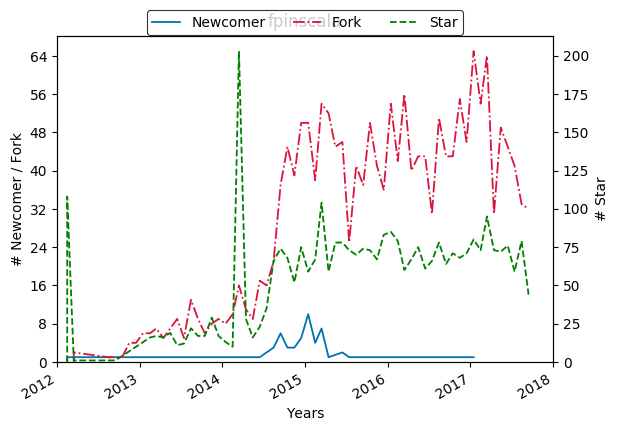 fpinscala
Newcomer Fork Star
64 56 48 40 32 24 16 8 0
# Newcomer / Fork
200 175 150 125 100 75 50 25 0
# Star
2012 2013 2014 2015 2016 2017 2018
Years